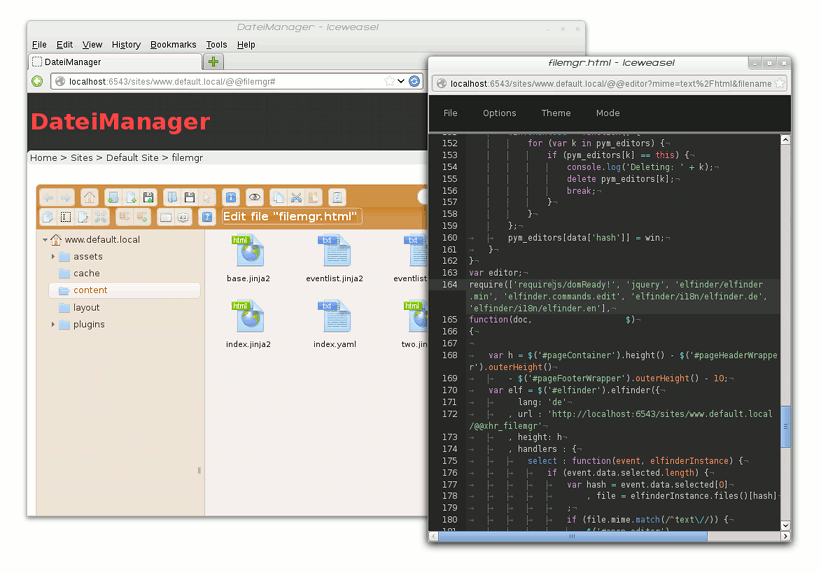 DateiManager - Iceweasel
File Edit View History Bookmarks Tools Help
DateiManager
localhost:6543/sites/www.default.local/@@filemgr#
DateiManager
Home > Sites > Default Site > filemgr
Edit file "filemgr.html"
www.default.local
assets
cache
content
layout
plugins
html
base.jinja2
txt
eventlist.jinja2
txt
eventlist
html
index.jinja2
txt
index.yaml
html
two.jin
filemgr.html - Iceweasel
localhost:6543/sites/www.default.local/@@editor?mime=text%2Fhtml&filename
File Options Theme Mode
152 for (var k in pym_editors) {¬
153 if (pym_editors[k] == this) {¬
154 console.log('Deleting: ' + k);¬
155 delete pym_editors[k];¬
156 break;¬
157 }¬
158 }¬
159 };¬
160 pym_editors[data['hash']] = win;¬
161 }¬
162 }¬
163 var editor;¬
164 require(['requirejs/domReady!', 'jquery', 'elfinder/elfinder
.min', 'elfinder.commands.edit', 'elfinder/i18n/elfinder.de',
'elfinder/i18n/elfinder.en'],¬
165 function(doc, $)¬
166 {¬
167 ¬
168 var h = $('#pageContainer').height() - $('#pageHeaderWrappe
r').outerHeight()¬
169 - $('#pageFooterWrapper').outerHeight() - 10;¬
170 var elf = $('#elfinder').elfinder({¬
171 lang: 'de'¬
172 , url : 'http://localhost:6543/sites/www.default.local
/@@xhr_filemgr'¬
173 , height: h¬
174 , handlers : {¬
175 select : function(event, elfinderInstance) {¬
176 if (event.data.selected.length) {¬
177 var hash = event.data.selected[0]¬
178 , file = elfinderInstance.files()[hash]¬
179 ;¬
180 if (file.mime.match(/^text\//)) {¬